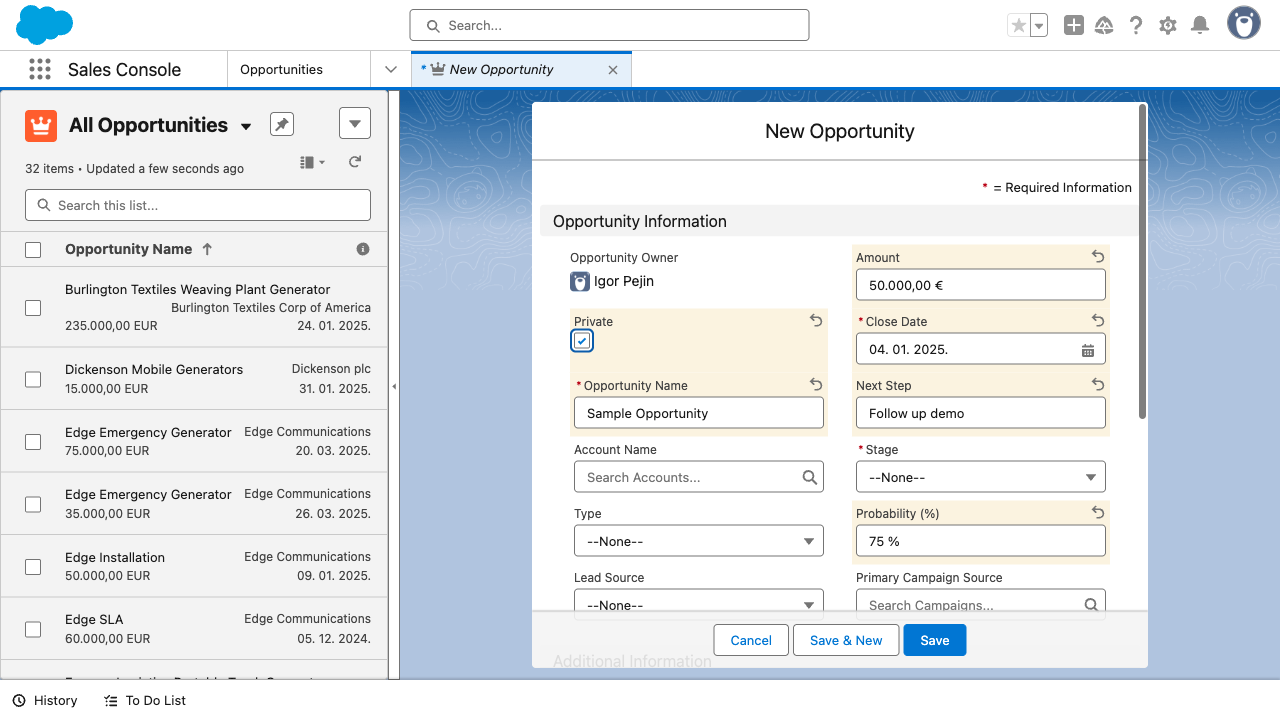 Search...
Sales Console
Opportunities
* New Opportunity
All Opportunities
32 items • Updated a few seconds ago
Search this list...
Opportunity Name
Burlington Textiles Weaving Plant Generator
Burlington Textiles Corp of America
235.000,00 EUR 24. 01. 2025.
Dickenson Mobile Generators Dickenson plc
15.000,00 EUR 31. 01. 2025.
Edge Emergency Generator Edge Communications
75.000,00 EUR 20. 03. 2025.
Edge Emergency Generator Edge Communications
35.000,00 EUR 26. 03. 2025.
Edge Installation Edge Communications
50.000,00 EUR 09. 01. 2025.
Edge SLA Edge Communications
60.000,00 EUR 05. 12. 2024.
New Opportunity
* = Required Information
Opportunity Information
Opportunity Owner
Igor Pejin
Amount
50.000,00 €
Private
* Close Date
04. 01. 2025.
* Opportunity Name
Sample Opportunity
Next Step
Follow up demo
Account Name
Search Accounts...
* Stage
--None--
Type
--None--
Probability (%)
75 %
Lead Source
--None--
Primary Campaign Source
Search Campaigns...
Additional Information
Cancel
Save & New
Save
History
To Do List